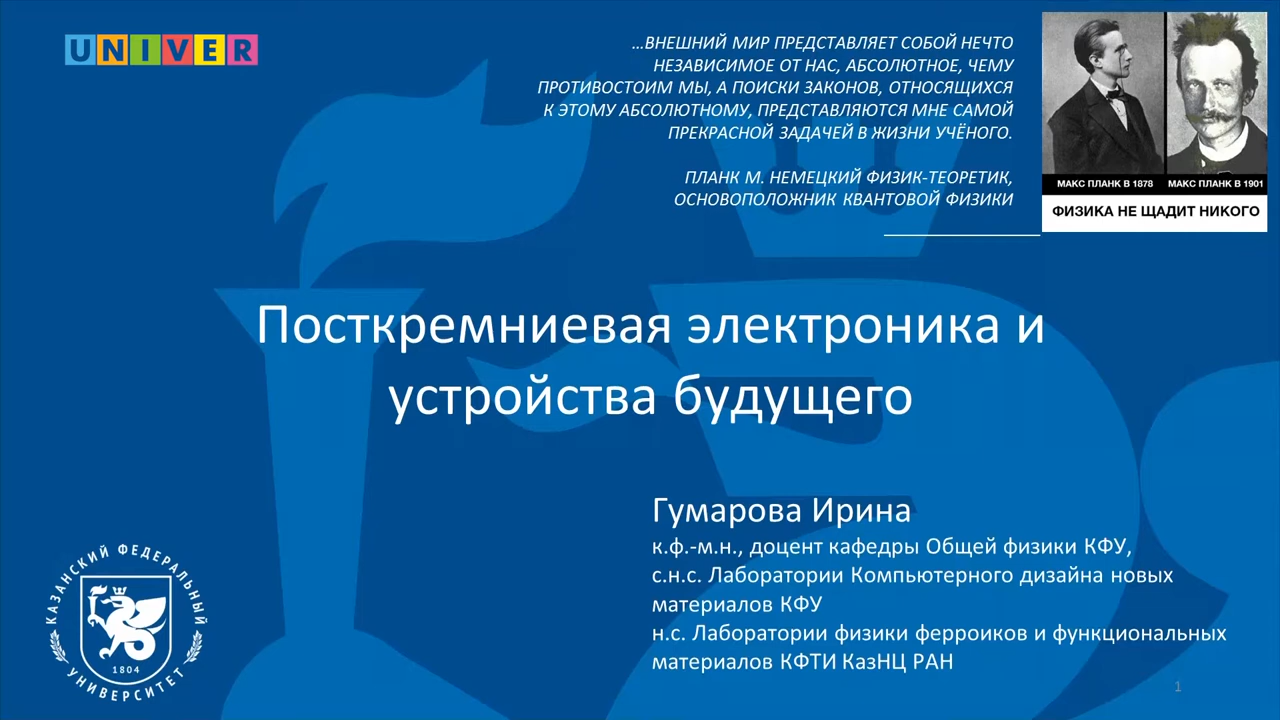 UNIVER
...ВНЕШНИЙ МИР ПРЕДСТАВЛЯЕТ СОБОЙ НЕЧТО
НЕЗАВИСИМОЕ ОТ НАС, АБСОЛЮТНОЕ, ЧЕМУ
ПРОТИВОСТОИМ МЫ, А ПОИСКИ ЗАКОНОВ, ОТНОСЯЩИХСЯ
К ЭТОМУ АБСОЛЮТНОМУ, ПРЕДСТАВЛЯЮТСЯ МНЕ САМОЙ
ПРЕКРАСНОЙ ЗАДАЧЕЙ В ЖИЗНИ УЧЁНОГО.
ПЛАНК М. НЕМЕЦКИЙ ФИЗИК-ТЕОРЕТИК,
ОСНОВОПОЛОЖНИК КВАНТОВОЙ ФИЗИКИ
МАКС ПЛАНК В 1878
МАКС ПЛАНК В 1901
ФИЗИКА НЕ ЩАДИТ НИКОГО
Посткремниевая электроника и
устройства будущего
Гумарова Ирина
к.ф.-м.н., доцент кафедры Общей физики КФУ,
с.н.с. Лаборатории Компьютерного дизайна новых
материалов КФУ
н.с. Лаборатории физики ферроиков и функциональных
материалов КФТИ КазНЦ РАН
КАЗАНСКИЙ ФЕДЕРАЛЬНЫЙ
1804
УНИВЕРСИТЕТ
1